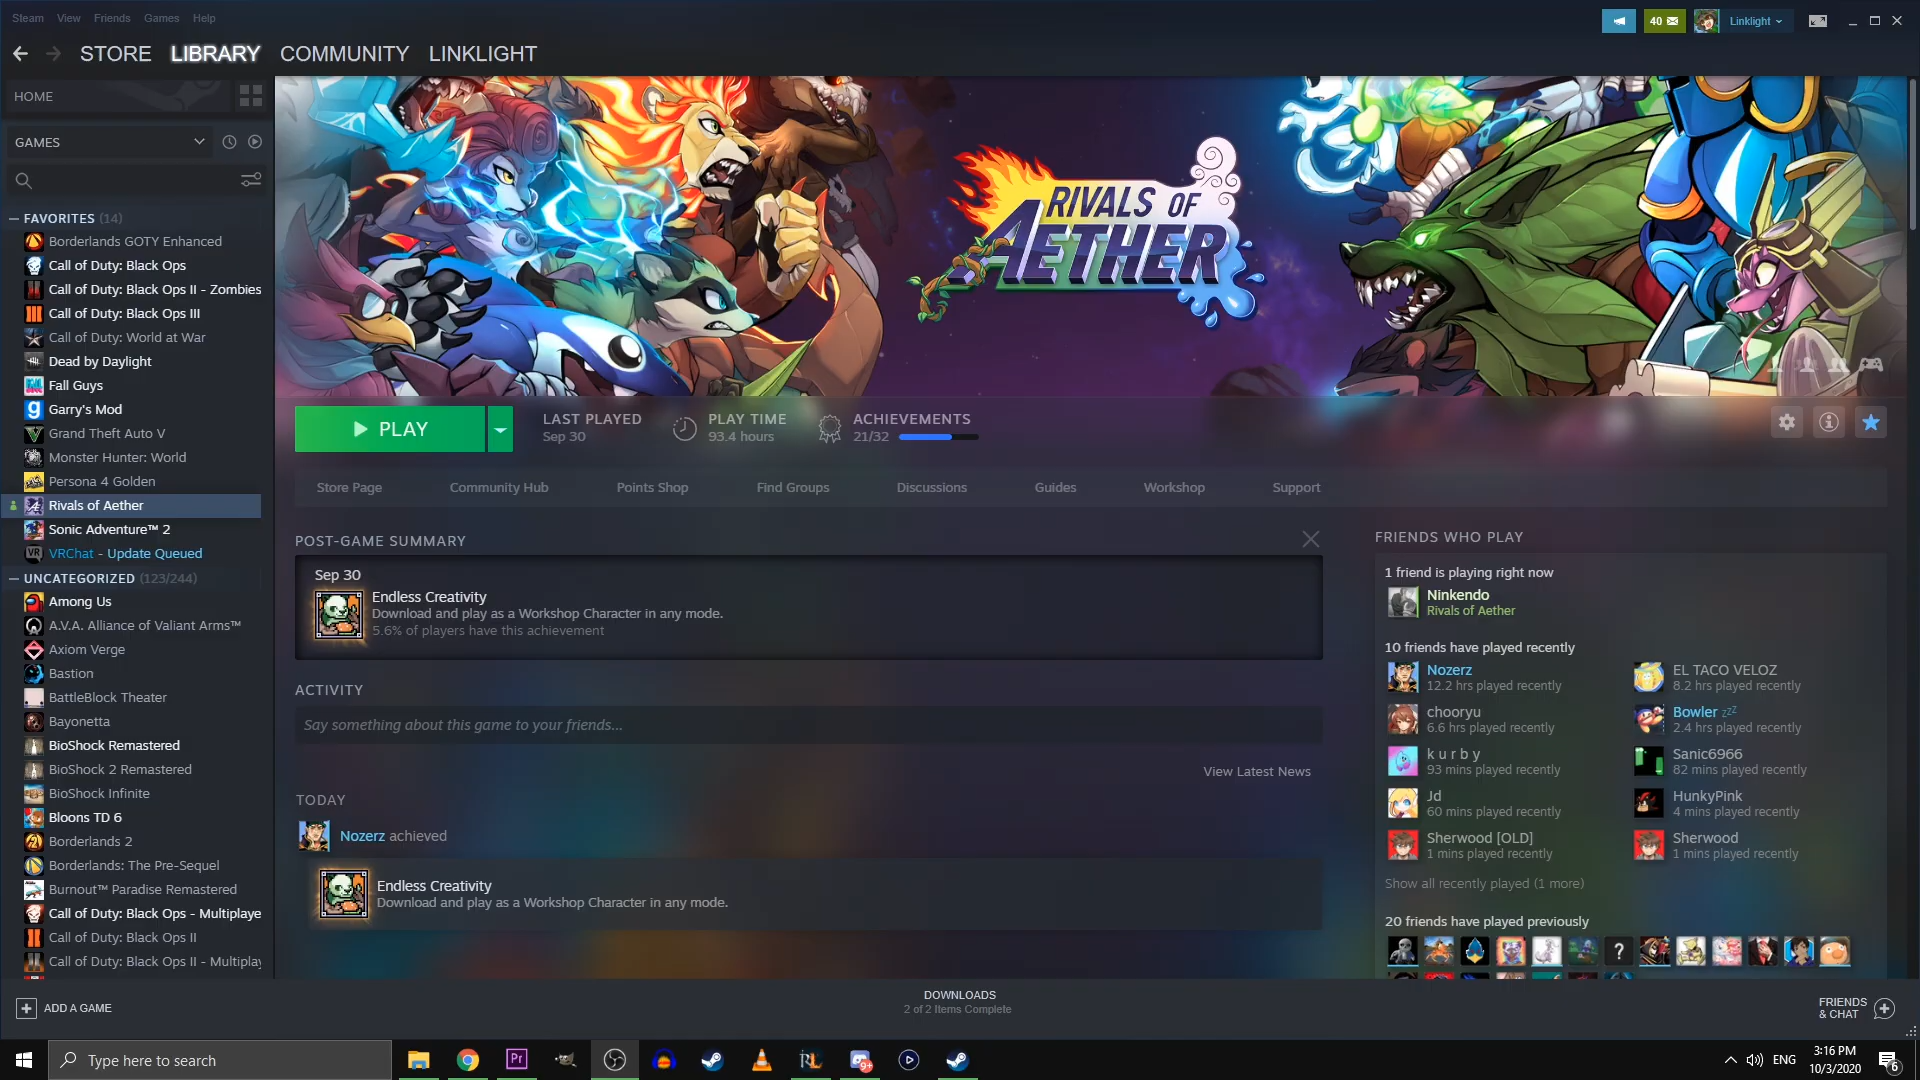 Steam View Friends Games Help
40 Linklight
STORE LIBRARY COMMUNITY LINKLIGHT
HOME
GAMES
FAVORITES (14)
Borderlands GOTY Enhanced
Call of Duty: Black Ops
Call of Duty: Black Ops II - Zombies
Call of Duty: Black Ops III
Call of Duty: World at War
Dead by Daylight
Fall Guys
Garry's Mod
Grand Theft Auto V
Monster Hunter: World
Persona 4 Golden
Rivals of Aether
Sonic Adventure™ 2
VRChat - Update Queued
UNCATEGORIZED (123/244)
Among Us
A.V.A. Alliance of Valiant Arms™
Axiom Verge
Bastion
BattleBlock Theater
Bayonetta
BioShock Remastered
BioShock 2 Remastered
BioShock Infinite
Bloons TD 6
Borderlands 2
Borderlands: The Pre-Sequel
Burnout™ Paradise Remastered
Call of Duty: Black Ops - Multiplaye
Call of Duty: Black Ops II
Call of Duty: Black Ops II - Multiplay
RIVALS OF
AETHER
PLAY
LAST PLAYED
Sep 30
PLAY TIME
93.4 hours
ACHIEVEMENTS
21/32
Store Page Community Hub Points Shop Find Groups Discussions Guides Workshop Support
POST-GAME SUMMARY
Sep 30
Endless Creativity
Download and play as a Workshop Character in any mode.
5.6% of players have this achievement
ACTIVITY
Say something about this game to your friends...
View Latest News
TODAY
Nozerz achieved
Endless Creativity
Download and play as a Workshop Character in any mode.
FRIENDS WHO PLAY
1 friend is playing right now
Ninkendo
Rivals of Aether
10 friends have played recently
Nozerz
12.2 hrs played recently
EL TACO VELOZ
8.2 hrs played recently
chooryu
6.6 hrs played recently
Bowler zzZ
2.4 hrs played recently
k u r b y
93 mins played recently
Sanic6966
82 mins played recently
Jd
60 mins played recently
HunkyPink
4 mins played recently
Sherwood [OLD]
1 mins played recently
Sherwood
1 mins played recently
Show all recently played (1 more)
20 friends have played previously
?
ADD A GAME
DOWNLOADS
2 of 2 Items Complete
FRIENDS
& CHAT
Type here to search
Pr
RL
9+
ENG
3:16 PM
10/3/2020
6